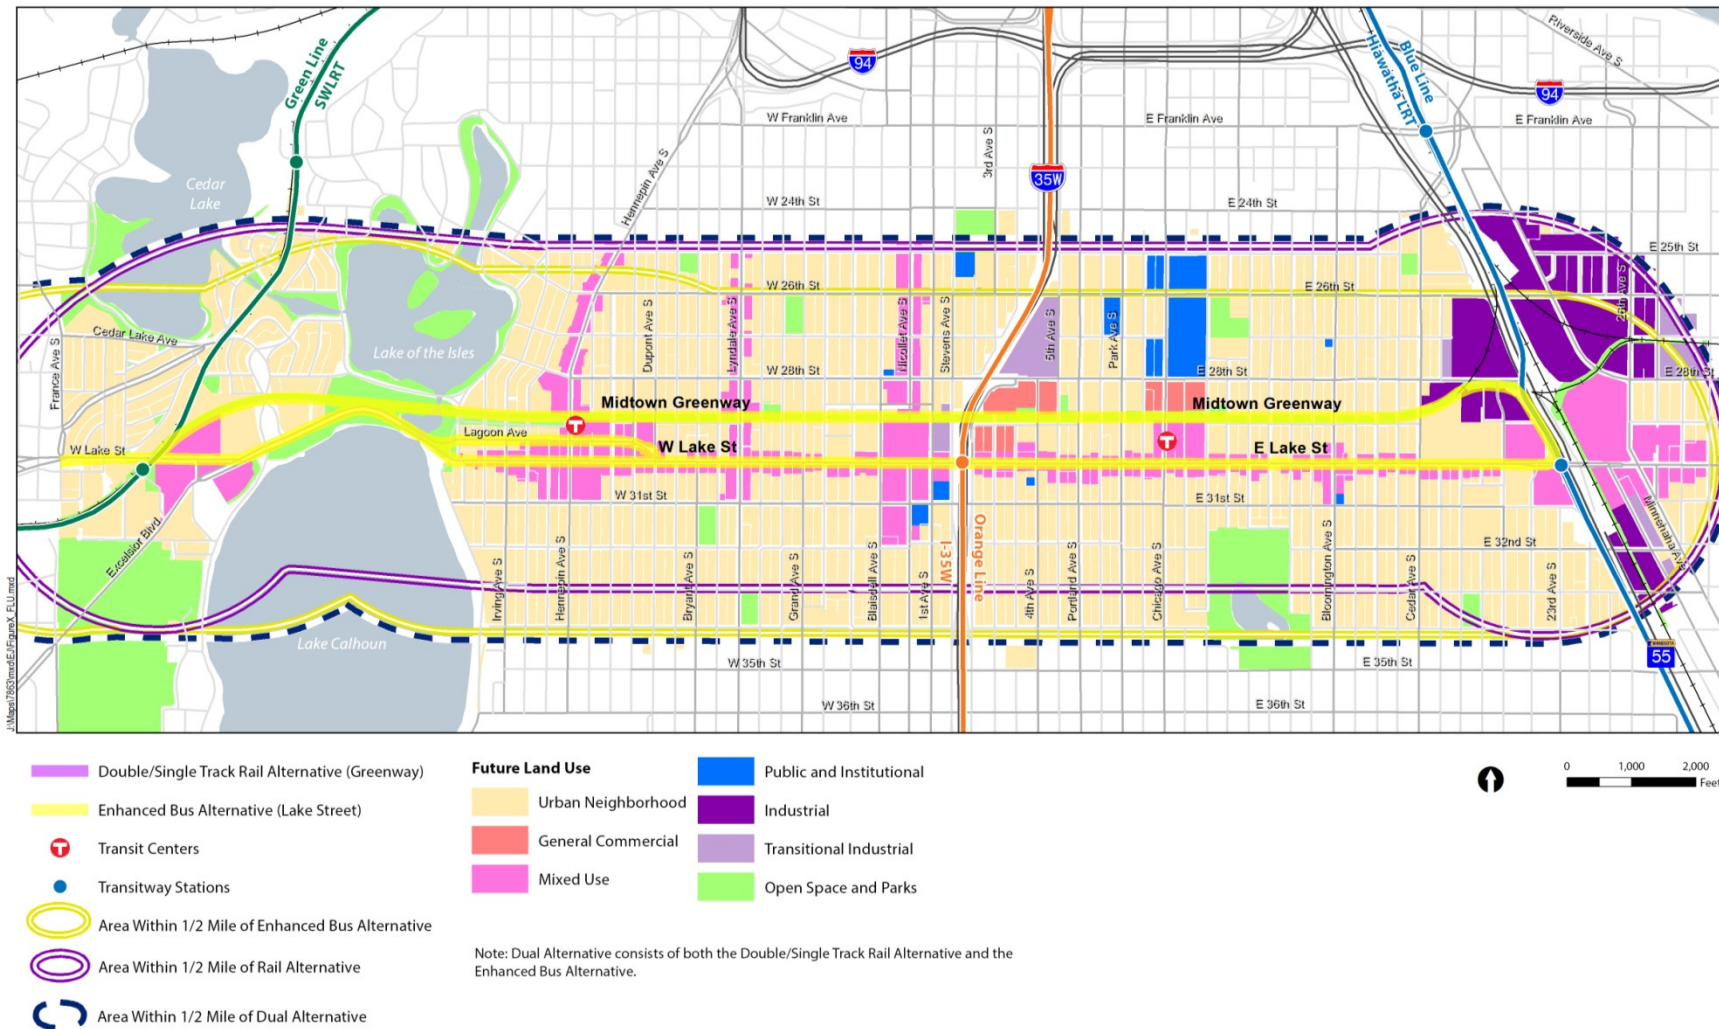 Green Line
SWLRT
94
Blue Line
Hiawatha LRT
Riverside Ave S
94
W Franklin Ave
3rd Ave S
E Franklin Ave
E Franklin Ave
35W
Cedar
Lake
Hennepin Ave S
W 24th St
E 24th St
E 25th St
W 26th St
E 26th St
26th Ave S
Cedar Lake Ave
France Ave S
Lake of the Isles
Dupont Ave S
Lyndale Ave S
Nicollet Ave S
Stevens Ave S
5th Ave S
Park Ave S
W 28th St
E 28th St
E 28th St
Midtown Greenway
Midtown Greenway
T
Lagoon Ave
W Lake St
W Lake St
T
E Lake St
W 31st St
E 31st St
Excelsior Blvd.
Minnehaha Ave
Orange Line
I-35W
E 32nd St
Irving Ave S
Hennepin Ave S
Bryant Ave S
Grand Ave S
Blaisdell Ave S
1st Ave S
4th Ave S
Portland Ave S
Chicago Ave S
Bloomington Ave S
Cedar Ave S
23rd Ave S
Lake Calhoun
W 35th St
E 35th St
55
W 36th St
E 36th St
J:\Maps\7863\mxd\EJ\FigureX_FLU.mxd
Double/Single Track Rail Alternative (Greenway)
Enhanced Bus Alternative (Lake Street)
T Transit Centers
Transitway Stations
Area Within 1/2 Mile of Enhanced Bus Alternative
Area Within 1/2 Mile of Rail Alternative
Area Within 1/2 Mile of Dual Alternative
Future Land Use
Urban Neighborhood
General Commercial
Mixed Use
Public and Institutional
Industrial
Transitional Industrial
Open Space and Parks
Note: Dual Alternative consists of both the Double/Single Track Rail Alternative and the
Enhanced Bus Alternative.
0 1,000 2,000
Feet